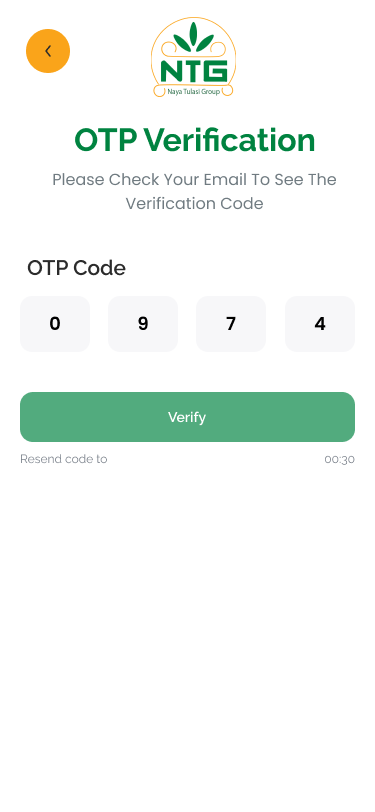 NTG
Naya Tulasi Group
OTP Verification
Please Check Your Email To See The
Verification Code
OTP Code
0 9 7 4
Verify
Resend code to 00:30